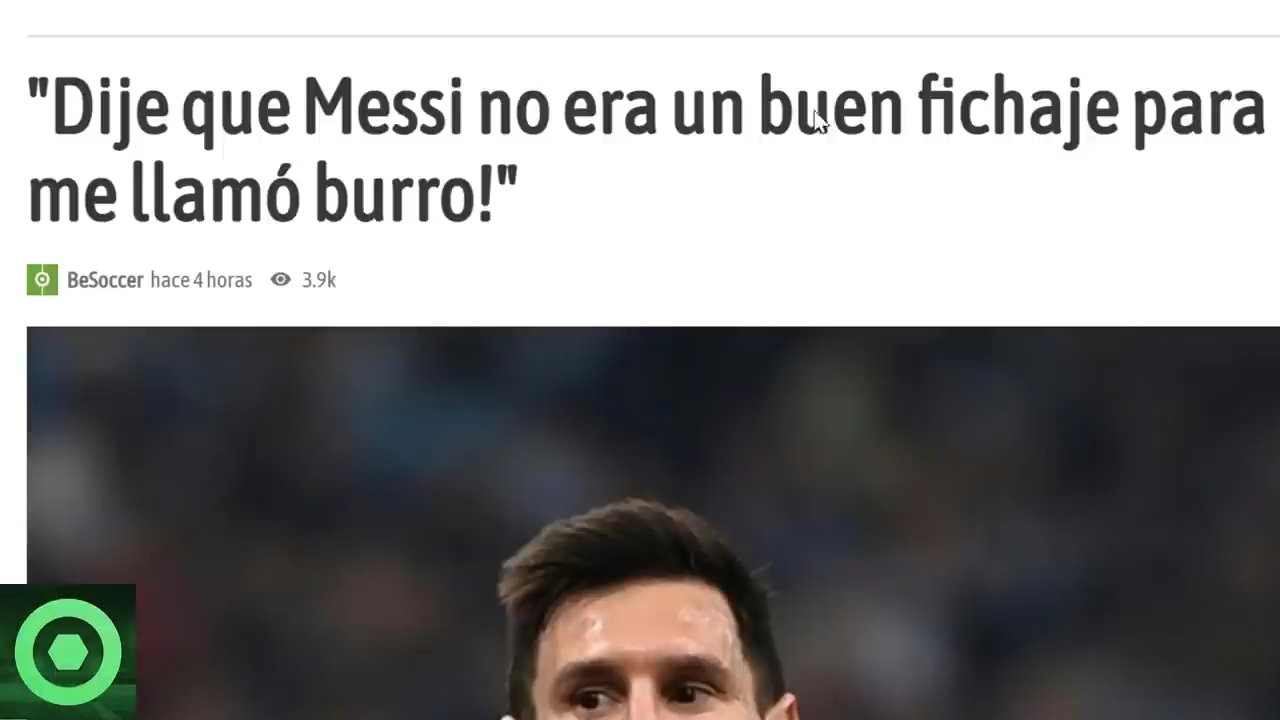 "Dije que Messi no era un buen fichaje para
me llamó burro!"
BeSoccer hace 4 horas 3.9k